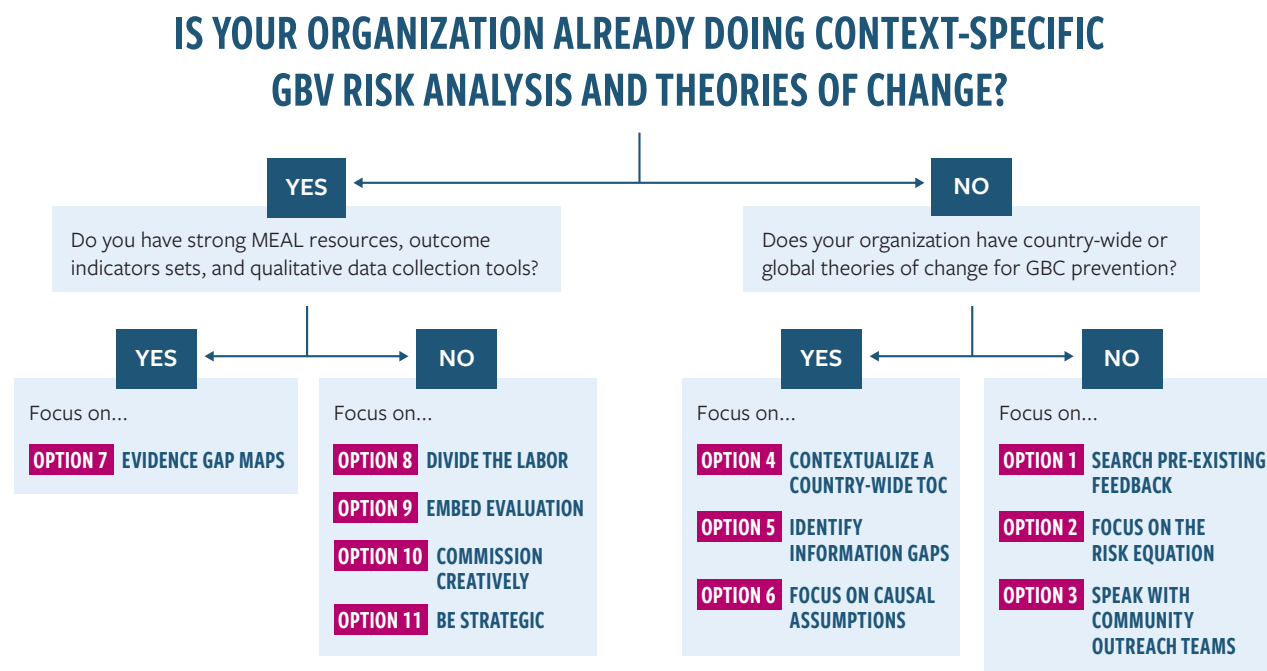 IS YOUR ORGANIZATION ALREADY DOING CONTEXT-SPECIFIC
GBV RISK ANALYSIS AND THEORIES OF CHANGE?
YES
NO
Do you have strong MEAL resources, outcome
indicators sets, and qualitative data collection tools?
Does your organization have country-wide or
global theories of change for GBC prevention?
YES
NO
YES
NO
Focus on...
OPTION 7 EVIDENCE GAP MAPS
Focus on...
OPTION 8 DIVIDE THE LABOR
OPTION 9 EMBED EVALUATION
OPTION 10 COMMISSION
CREATIVELY
OPTION 11 BE STRATEGIC
Focus on...
OPTION 4 CONTEXTUALIZE A
COUNTRY-WIDE TOC
OPTION 5 IDENTIFY
INFORMATION GAPS
OPTION 6 FOCUS ON CAUSAL
ASSUMPTIONS
Focus on...
OPTION 1 SEARCH PRE-EXISTING
FEEDBACK
OPTION 2 FOCUS ON THE
RISK EQUATION
OPTION 3 SPEAK WITH
COMMUNITY
OUTREACH TEAMS